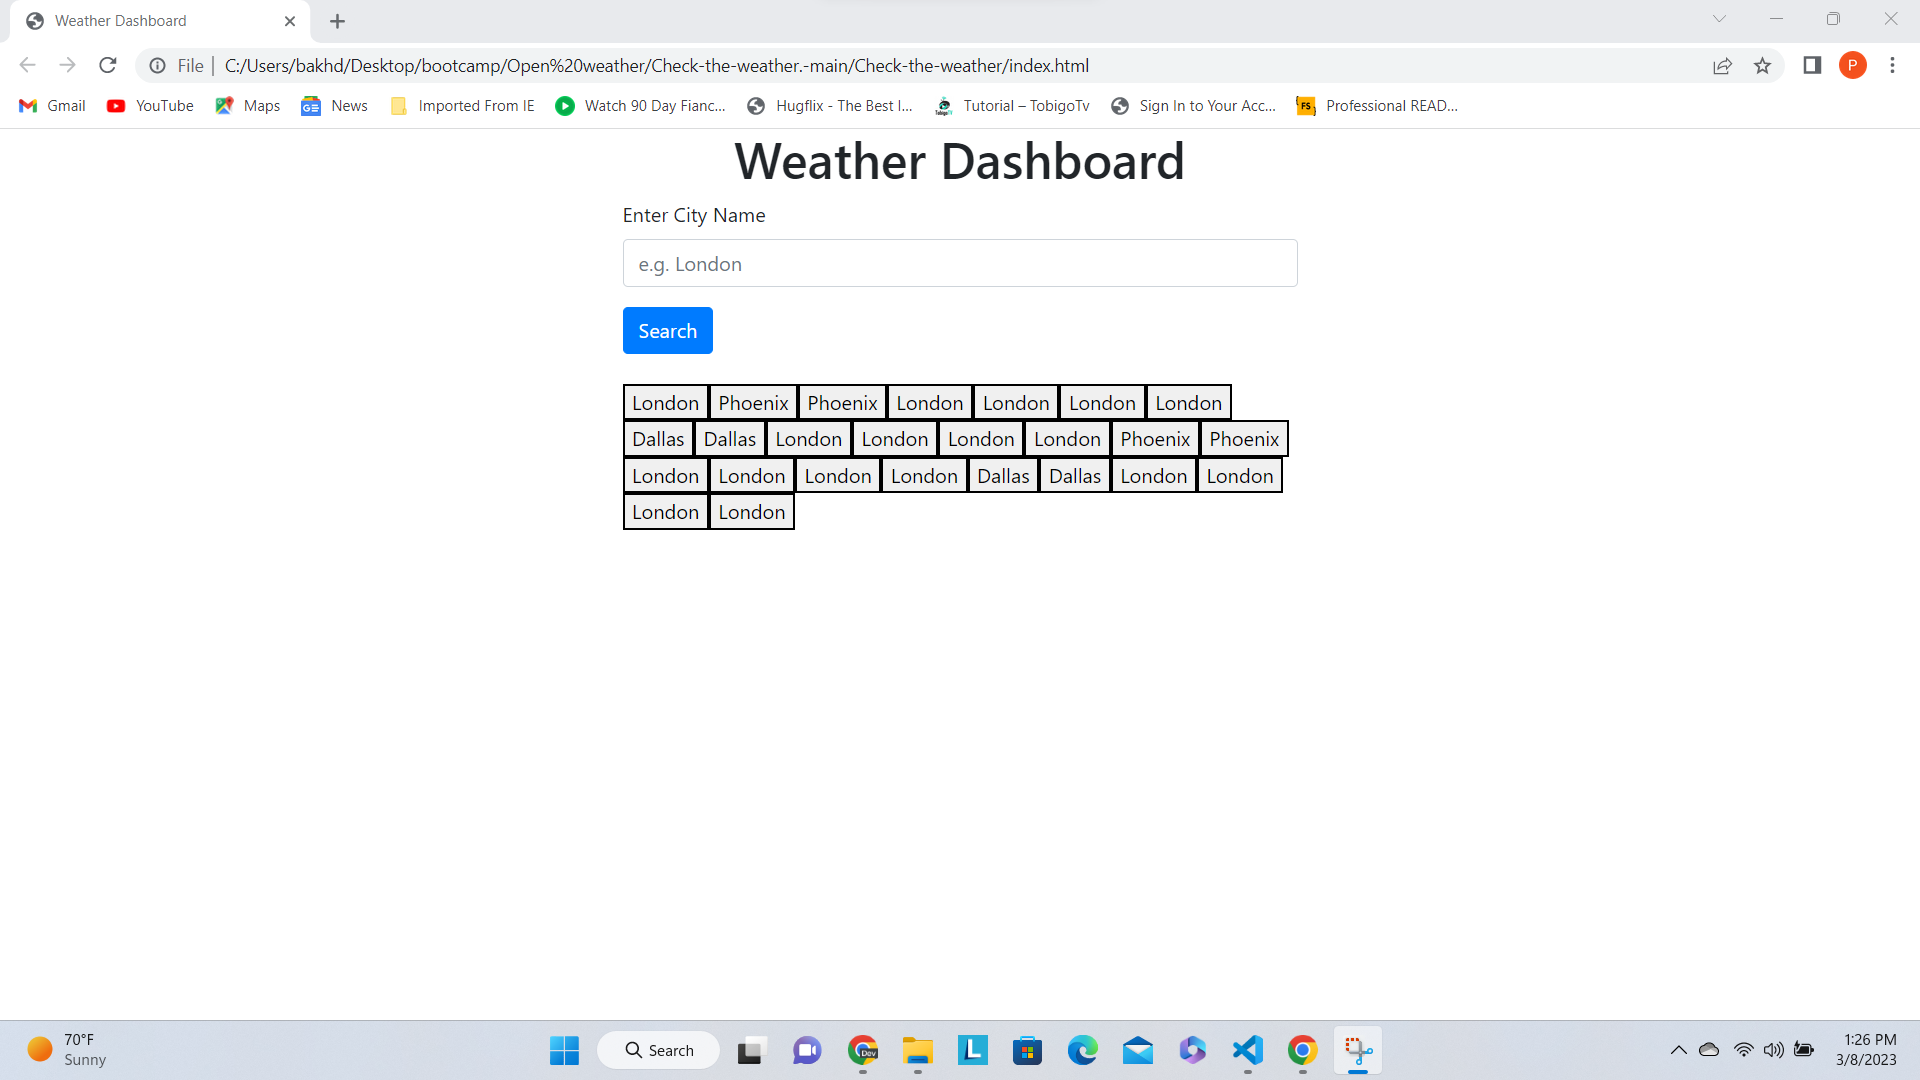 Weather Dashboard
File | C:/Users/bakhd/Desktop/bootcamp/Open%20weather/Check-the-weather.-main/Check-the-weather/index.html
P
Gmail YouTube Maps News Imported From IE Watch 90 Day Fianc... Hugflix - The Best I... Tutorial – TobigoTv Sign In to Your Acc... Professional READ...
Weather Dashboard
Enter City Name
e.g. London
Search
London Phoenix Phoenix London London London London
Dallas Dallas London London London London Phoenix Phoenix
London London London London Dallas Dallas London London
London London
70°F
Sunny
Search
Dev
L
1:26 PM
3/8/2023